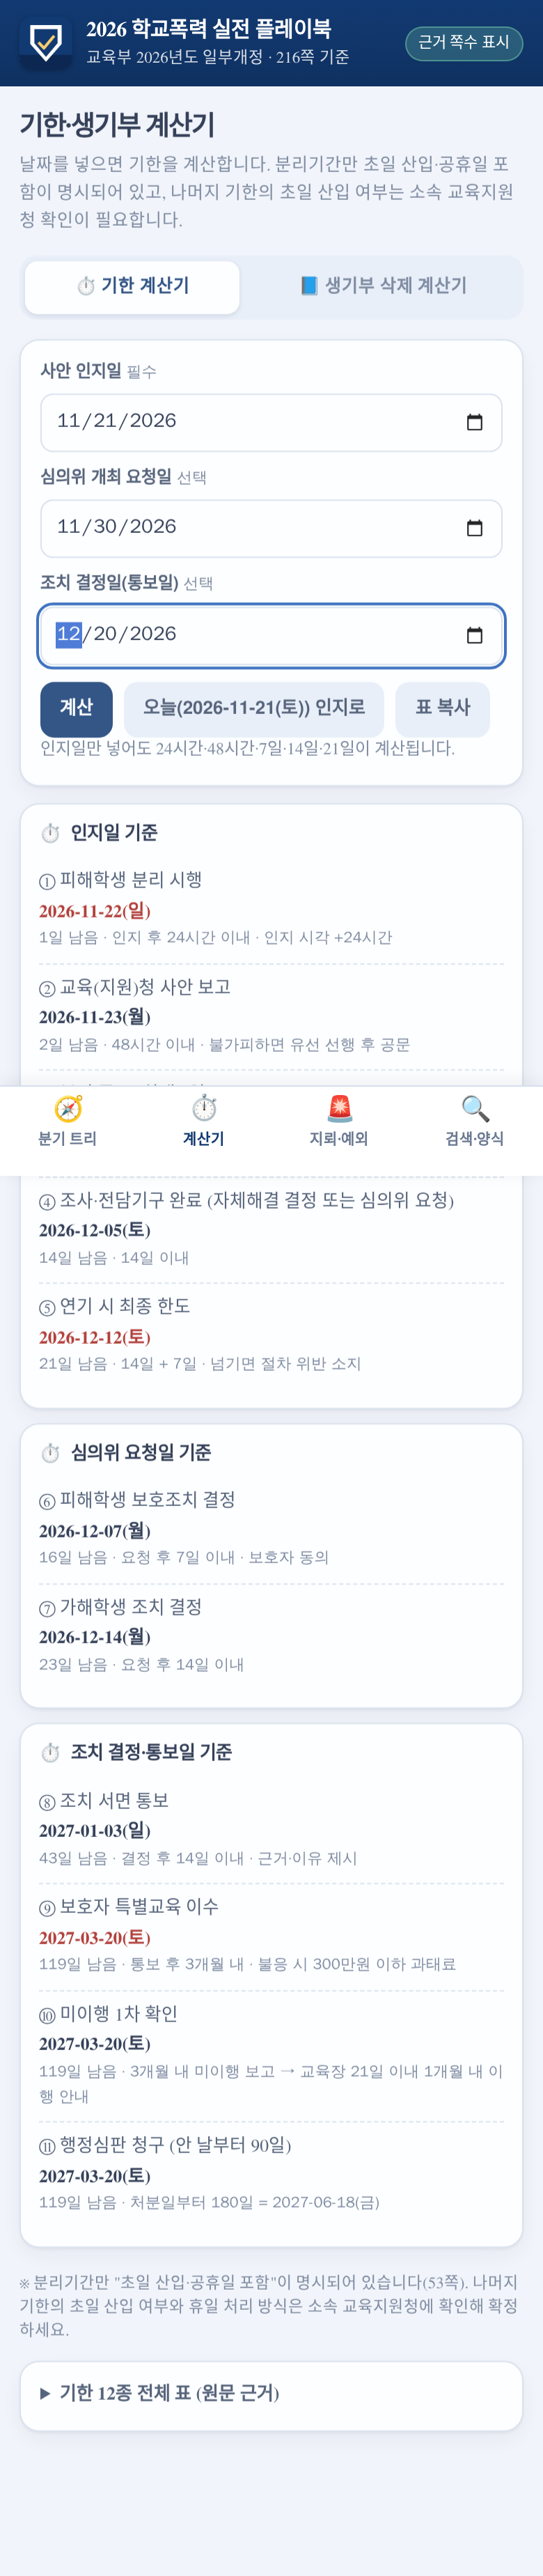 2026 학교폭력 실전 플레이북
교육부 2026년도 일부개정 · 216쪽 기준
근거 쪽수 표시
기한·생기부 계산기
날짜를 넣으면 기한을 계산합니다. 분리기간만 초일 산입·공휴일 포
함이 명시되어 있고, 나머지 기한의 초일 산입 여부는 소속 교육지원
청 확인이 필요합니다.
⏱️ 기한 계산기
📘 생기부 삭제 계산기
사안 인지일 필수
11/21/2026
심의위 개최 요청일 선택
11/30/2026
조치 결정일(통보일) 선택
12/20/2026
계산
오늘(2026-11-21(토)) 인지로
표 복사
인지일만 넣어도 24시간·48시간·7일·14일·21일이 계산됩니다.
⏱️ 인지일 기준
① 피해학생 분리 시행
2026-11-22(일)
1일 남음 · 인지 후 24시간 이내 · 인지 시각 +24시간
② 교육(지원)청 사안 보고
2026-11-23(월)
2일 남음 · 48시간 이내 · 불가피하면 유선 선행 후 공문
분기 트리
계산기
지뢰·예외
검색·양식
④ 조사·전담기구 완료 (자체해결 결정 또는 심의위 요청)
2026-12-05(토)
14일 남음 · 14일 이내
⑤ 연기 시 최종 한도
2026-12-12(토)
21일 남음 · 14일 + 7일 · 넘기면 절차 위반 소지
⏱️ 심의위 요청일 기준
⑥ 피해학생 보호조치 결정
2026-12-07(월)
16일 남음 · 요청 후 7일 이내 · 보호자 동의
⑦ 가해학생 조치 결정
2026-12-14(월)
23일 남음 · 요청 후 14일 이내
⏱️ 조치 결정·통보일 기준
⑧ 조치 서면 통보
2027-01-03(일)
43일 남음 · 결정 후 14일 이내 · 근거·이유 제시
⑨ 보호자 특별교육 이수
2027-03-20(토)
119일 남음 · 통보 후 3개월 내 · 불응 시 300만원 이하 과태료
⑩ 미이행 1차 확인
2027-03-20(토)
119일 남음 · 3개월 내 미이행 보고 → 교육장 21일 이내 1개월 내 이
행 안내
⑪ 행정심판 청구 (안 날부터 90일)
2027-03-20(토)
119일 남음 · 처분일부터 180일 = 2027-06-18(금)
※ 분리기간만 "초일 산입·공휴일 포함"이 명시되어 있습니다(53쪽). 나머지
기한의 초일 산입 여부와 휴일 처리 방식은 소속 교육지원청에 확인해 확정
하세요.
▶ 기한 12종 전체 표 (원문 근거)